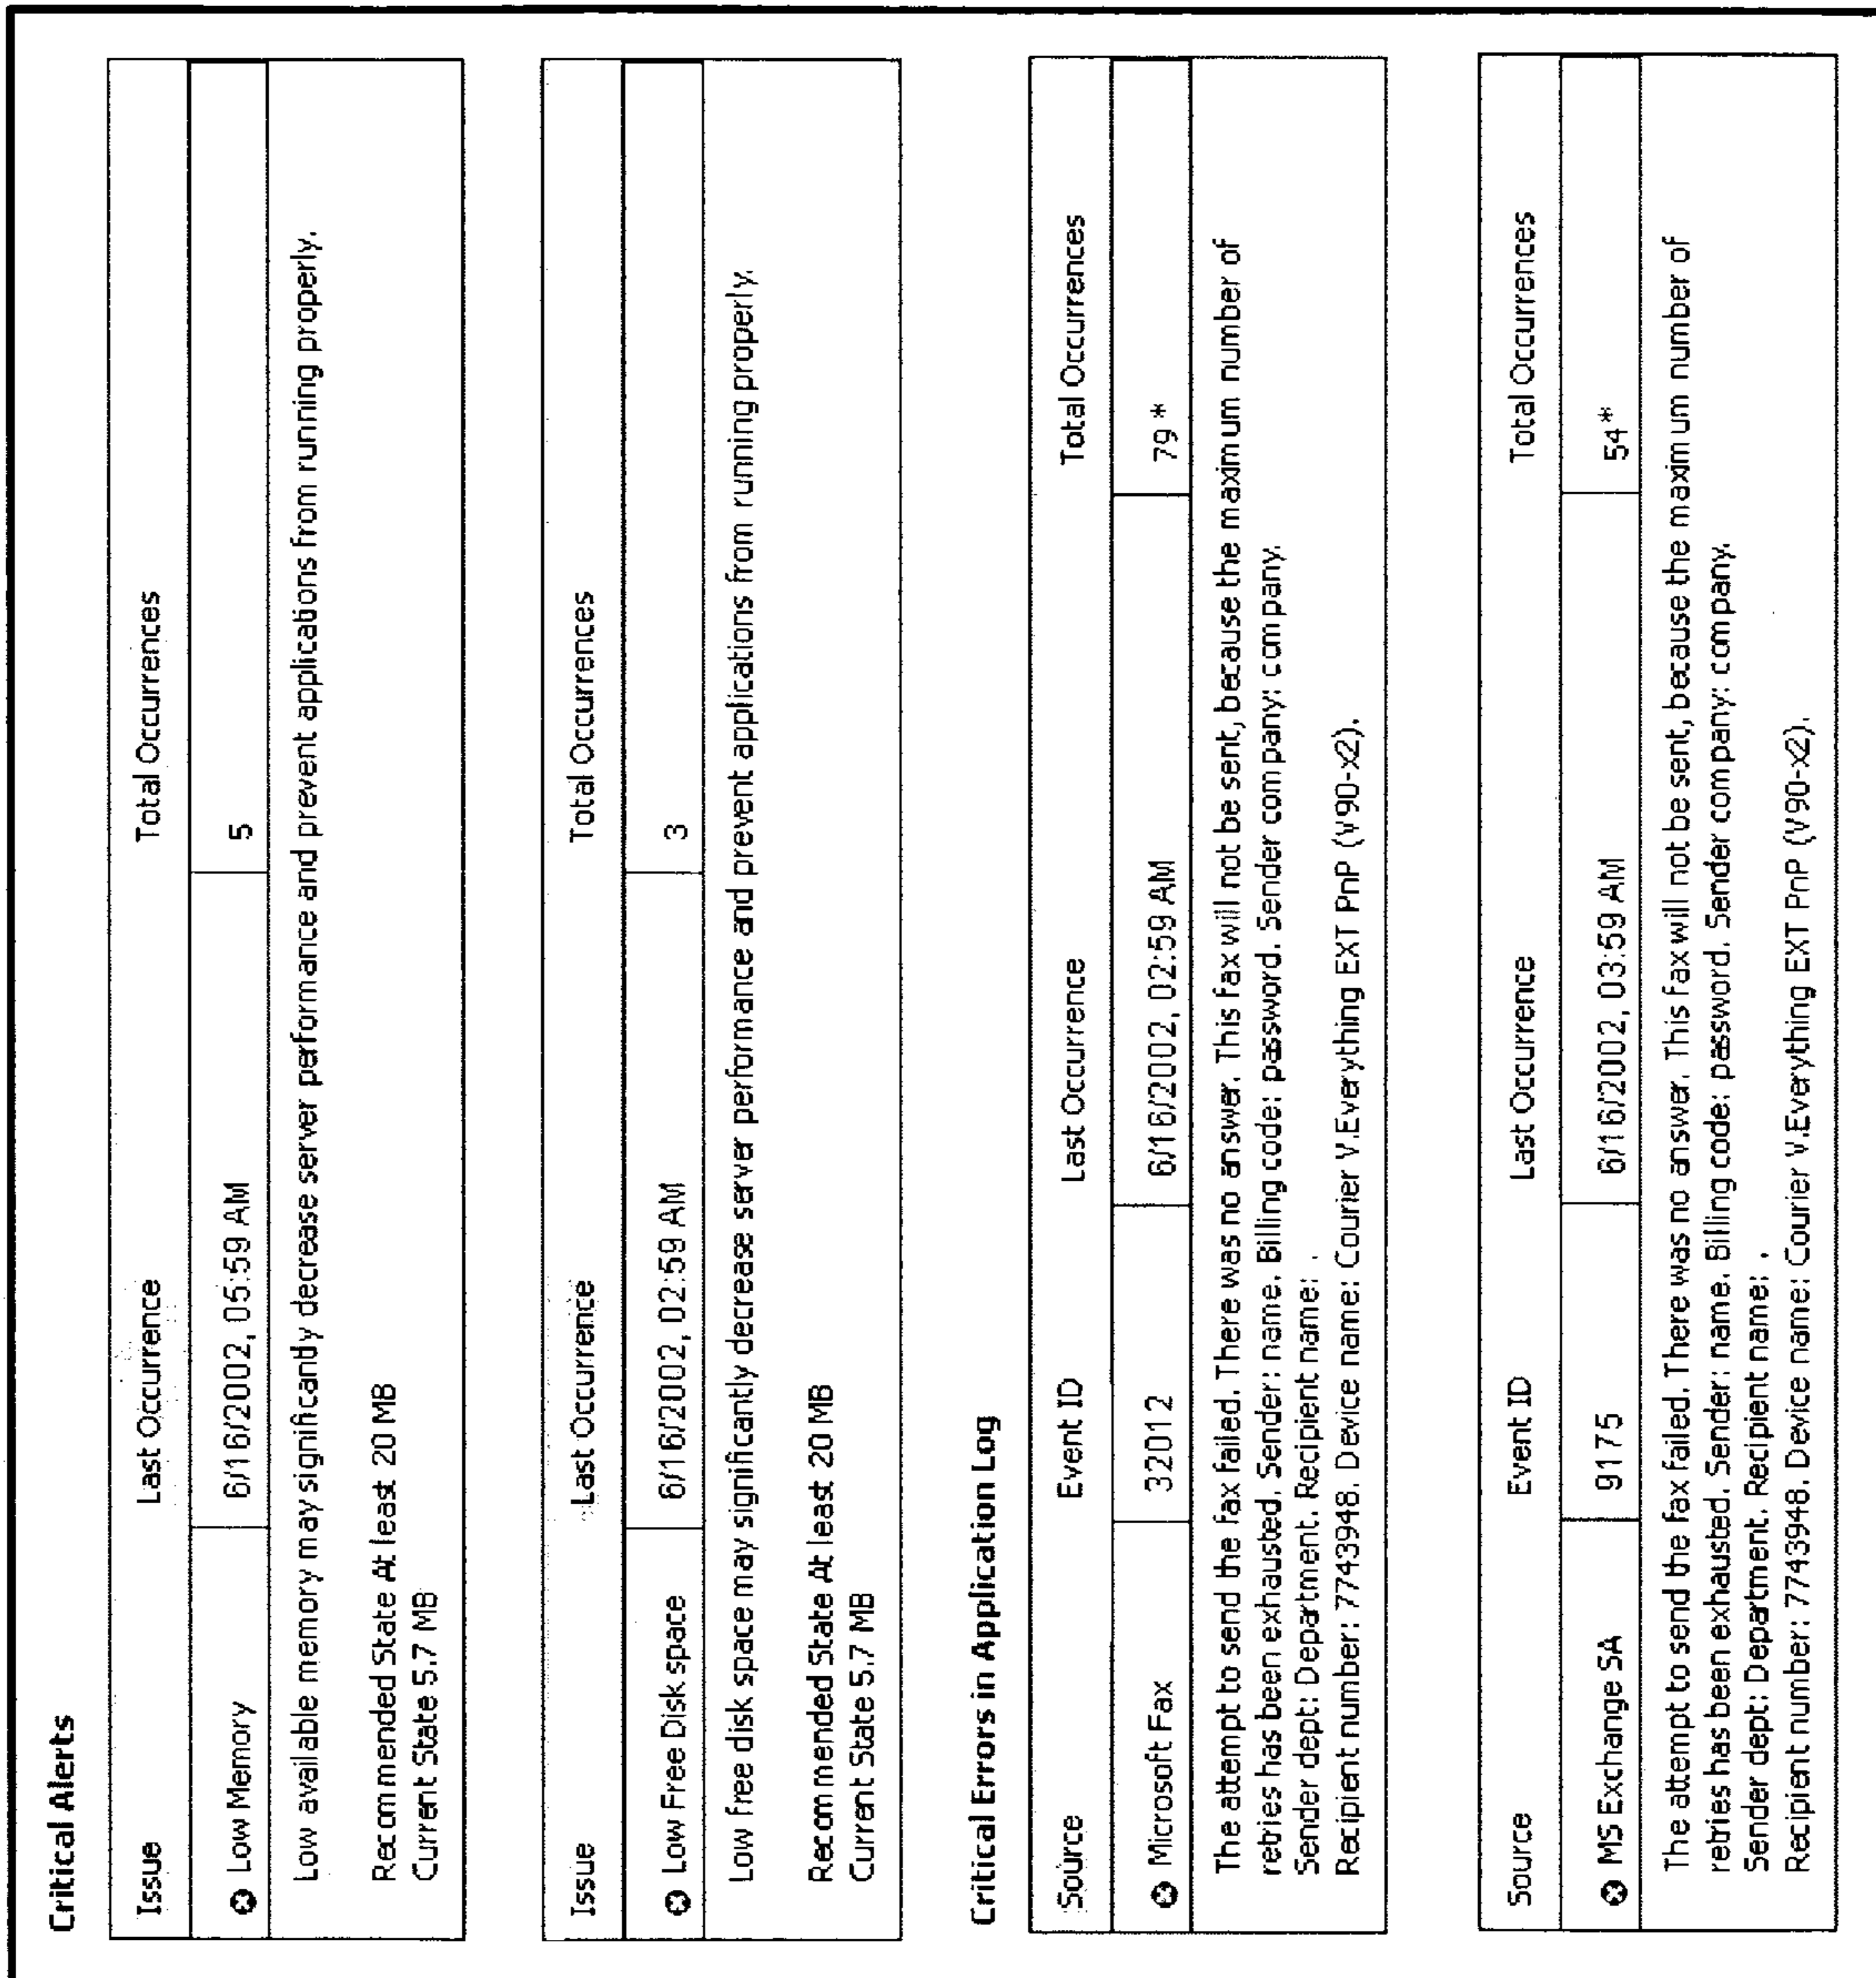 Critical Alerts
Issue Last Occurrence Total Occurrences
Low Memory 6/16/2002, 05:59 AM 5
Low available memory may significantly decrease server performance and prevent applications from running properly.
Recommended State At least 20 MB
Current State 5.7 MB
Issue Last Occurrence Total Occurrences
Low Free Disk space 6/16/2002, 02:59 AM 3
Low free disk space may significantly decrease server performance and prevent applications from running properly.
Recommended State At least 20 MB
Current State 5.7 MB
Critical Errors in Application Log
Source Event ID Last Occurrence Total Occurrences
Microsoft Fax 32012 6/16/2002, 02:59 AM 79*
The attempt to send the fax failed. There was no answer. This fax will not be sent, because the maximum number of
retries has been exhausted. Sender: name. Billing code: password. Sender company: company.
Sender dept: Department. Recipient name: .
Recipient number: 7743948. Device name: Courier V.Everything EXT PnP (V90-x2).
Source Event ID Last Occurrence Total Occurrences
MS Exchange SA 9175 6/16/2002, 03:59 AM 54*
The attempt to send the fax failed. There was no answer. This fax will not be sent, because the maximum number of
retries has been exhausted. Sender: name. Billing code: password. Sender company: company.
Sender dept: Department. Recipient name: .
Recipient number: 7743948. Device name: Courier V.Everything EXT PnP (V90-x2).